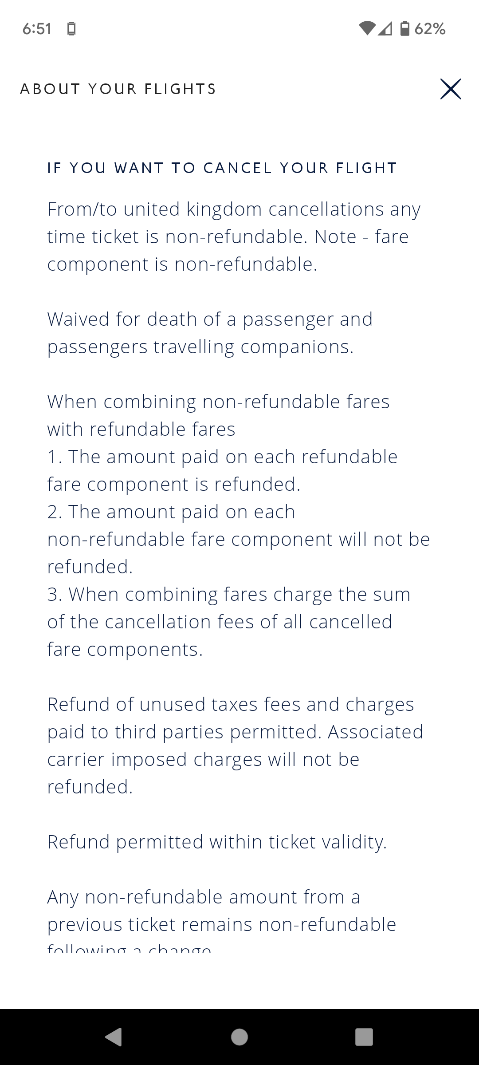 6:51
62%
ABOUT YOUR FLIGHTS
IF YOU WANT TO CANCEL YOUR FLIGHT
From/to united kingdom cancellations any
time ticket is non-refundable. Note - fare
component is non-refundable.
Waived for death of a passenger and
passengers travelling companions.
When combining non-refundable fares
with refundable fares
1. The amount paid on each refundable
fare component is refunded.
2. The amount paid on each
non-refundable fare component will not be
refunded.
3. When combining fares charge the sum
of the cancellation fees of all cancelled
fare components.
Refund of unused taxes fees and charges
paid to third parties permitted. Associated
carrier imposed charges will not be
refunded.
Refund permitted within ticket validity.
Any non-refundable amount from a
previous ticket remains non-refundable
following a change